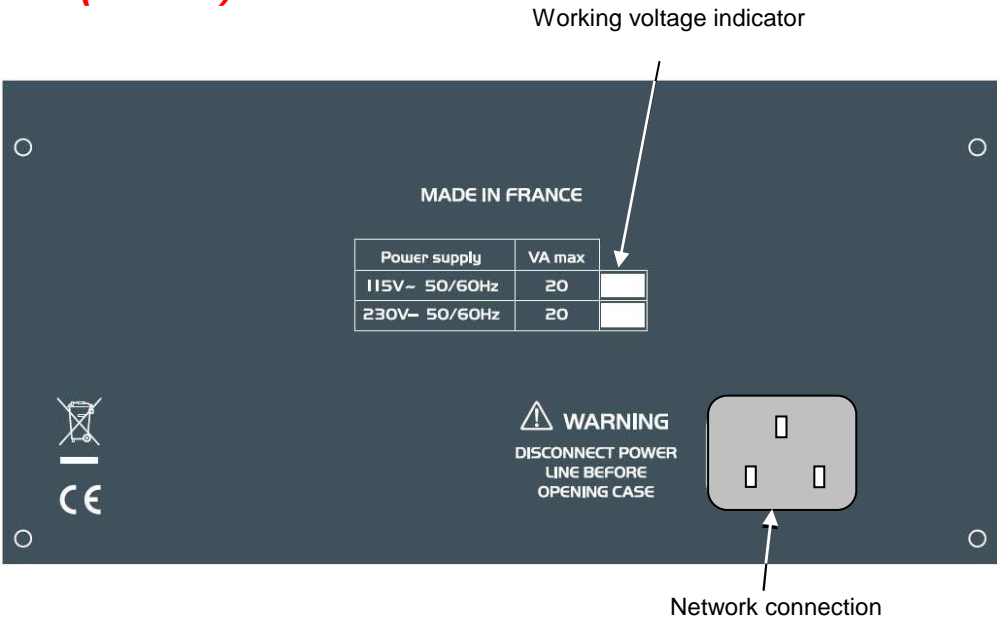 Working voltage indicator
MADE IN FRANCE
Power supply VA max
115V~ 50/60Hz 20
230V~ 50/60Hz 20
WARNING
DISCONNECT POWER
LINE BEFORE
OPENING CASE
CE
Network connection